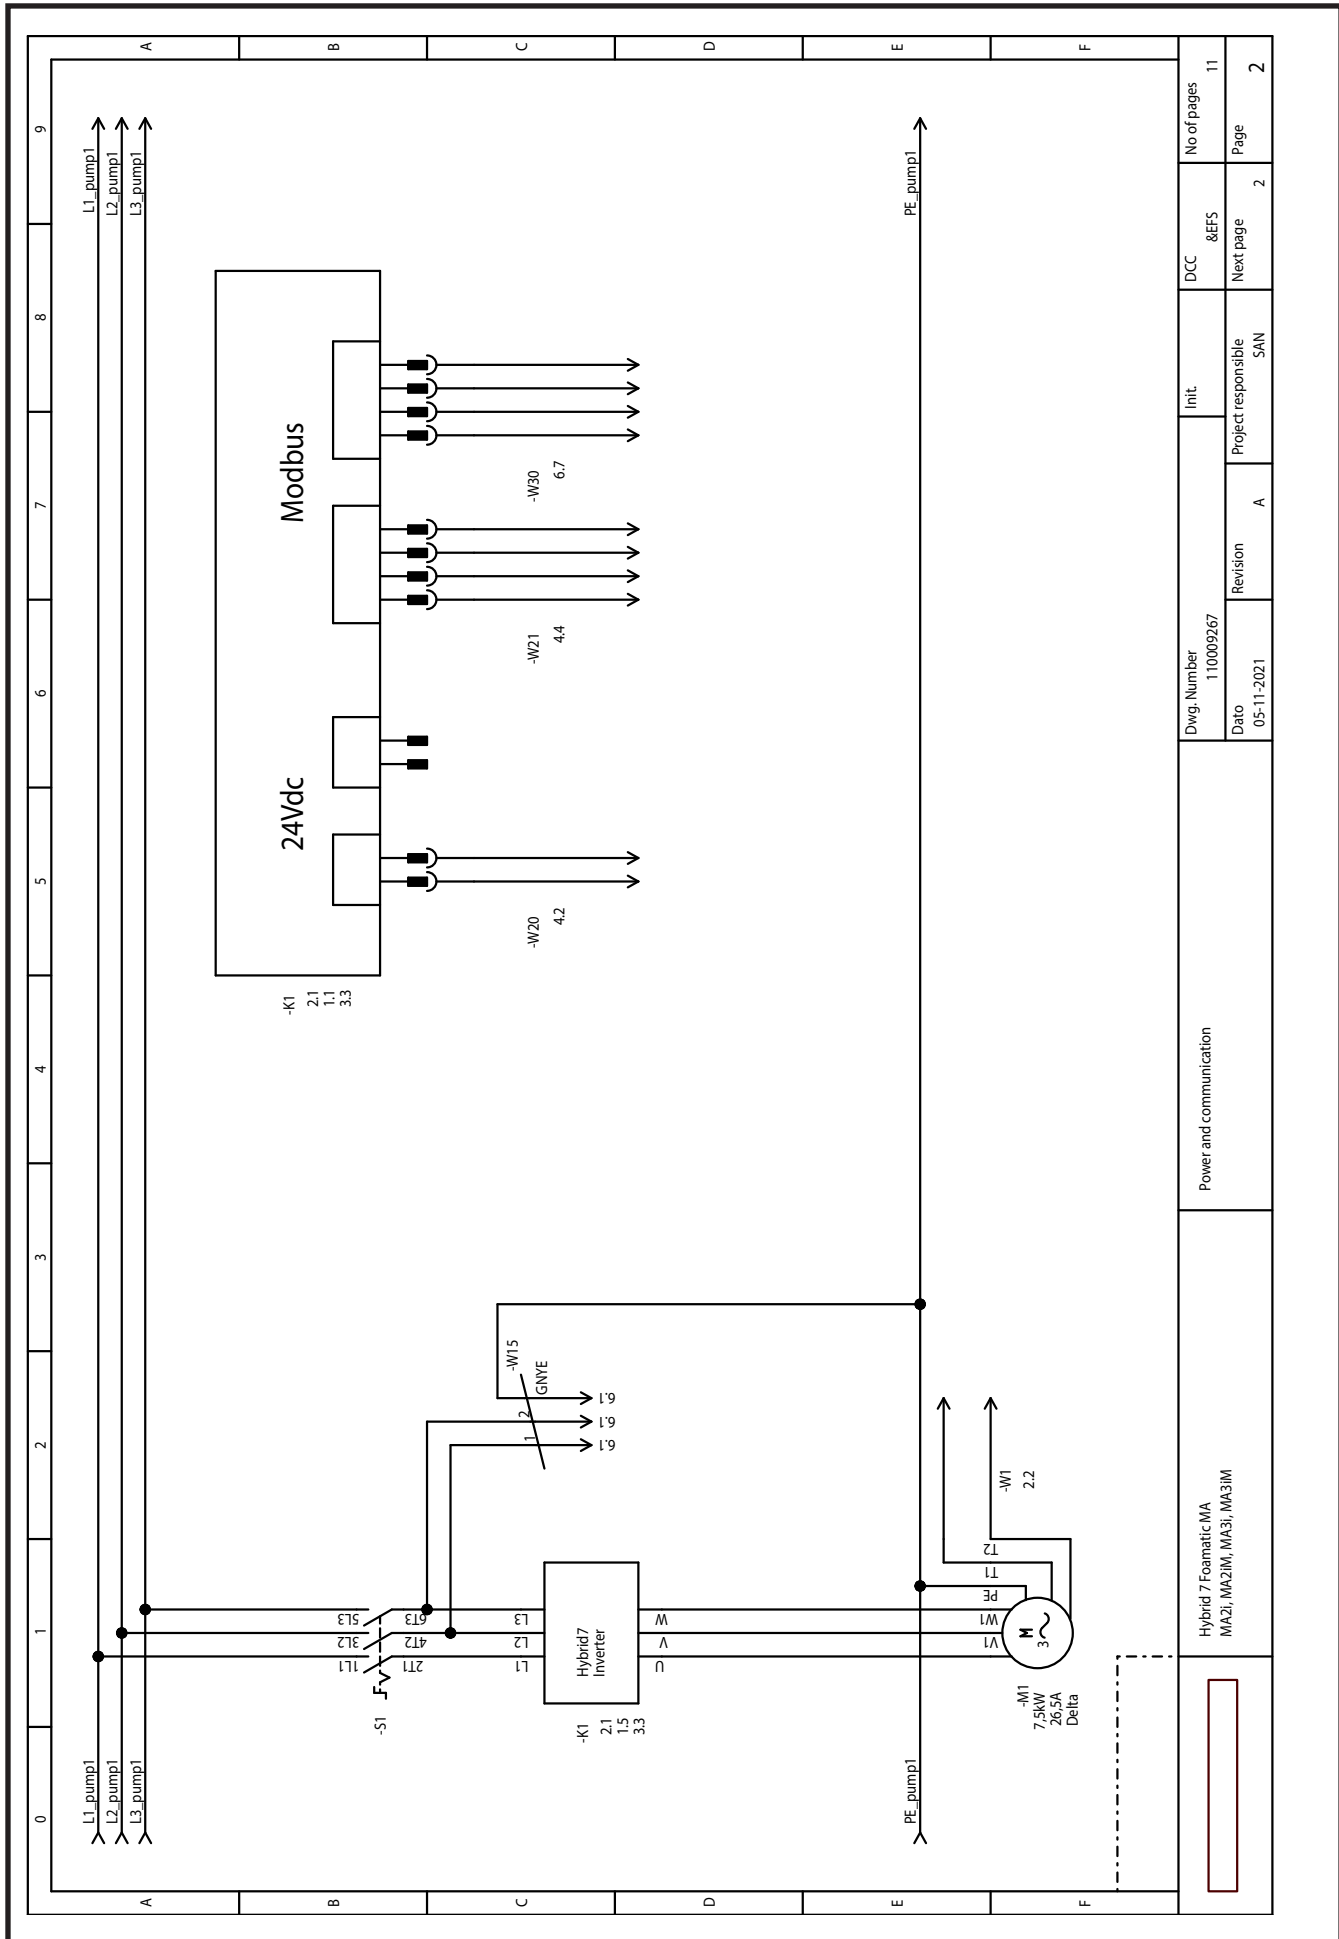 0
1
2
3
4
5
6
7
8
9
A
B
C
D
E
F
A
B
C
D
E
F
L1_pump1
L2_pump1
L3_pump1
L1_pump1
L2_pump1
L3_pump1
-S1
1L1
3L2
5L3
2T1
4T2
6T3
L1
L2
L3
-K1
2.1
1.5
3.3
Hybrid7
Inverter
U
V
W
-W15
1
2
GNYE
6.1
6.1
6.1
-K1
2.1
1.1
3.3
24Vdc
Modbus
-W20
4.2
-W21
4.4
-W30
6.7
PE_pump1
PE_pump1
V1
W1
PE
T1
T2
-W1
2.2
-M1
7,5kW
26,5A
Delta
M
3
Hybrid 7 Foamatic MA
MA2i, MA2iM, MA3i, MA3iM
Power and communication
Dwg. Number
110009267
Init.
DCC
&EFS
No of pages
11
Dato
05-11-2021
Revision
A
Project responsible
SAN
Next page
2
Page
2